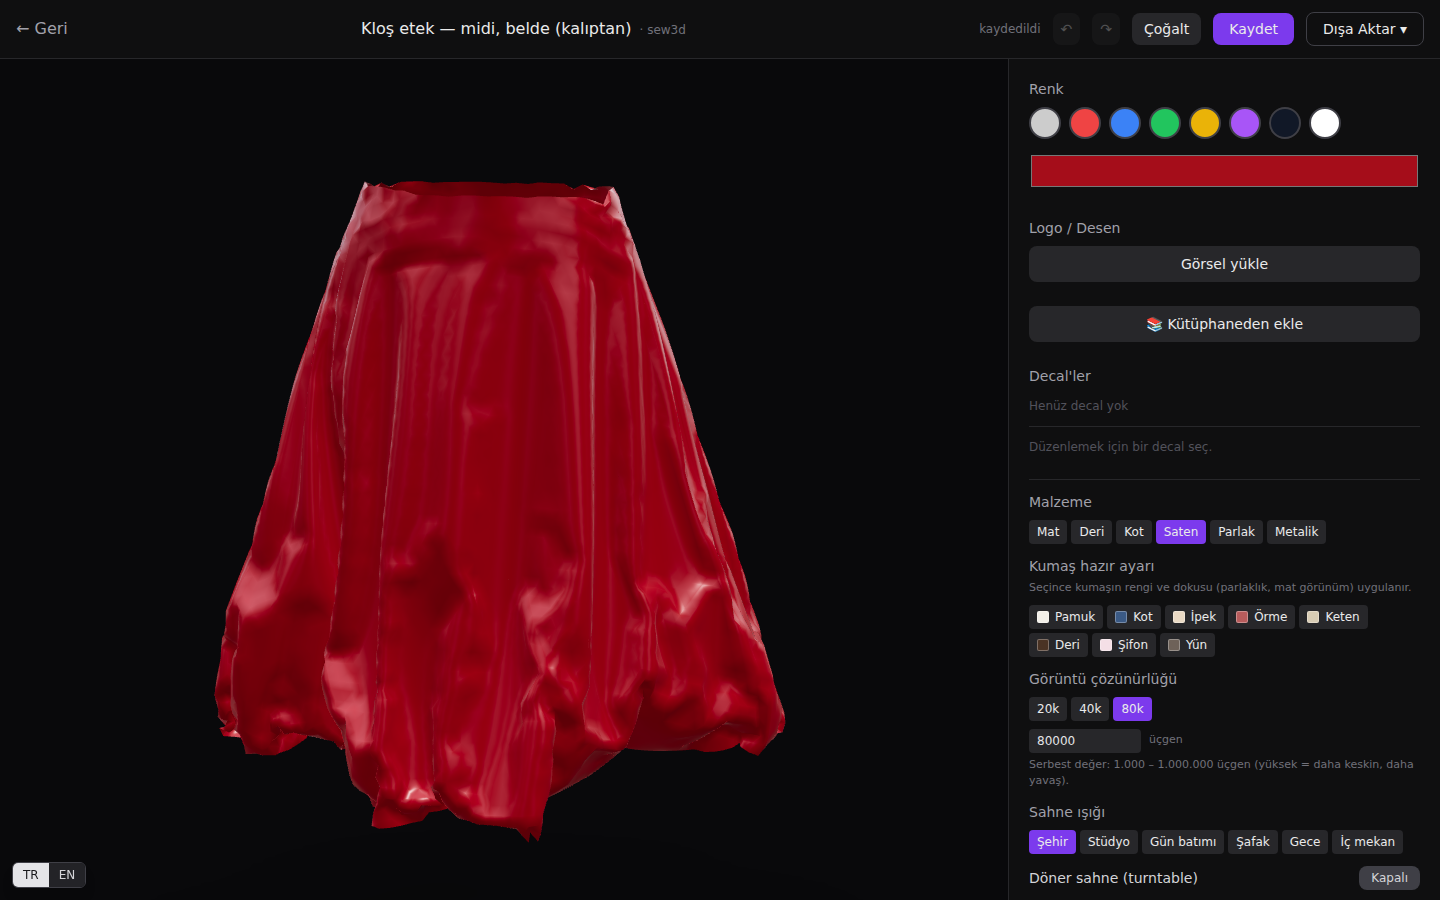 ← Geri
Kloş etek — midi, belde (kalıptan) · sew3d
kaydedildi
↶
↷
Çoğalt
Kaydet
Dışa Aktar ▾
Renk
Logo / Desen
Görsel yükle
📚 Kütüphaneden ekle
Decal'ler
Henüz decal yok
Düzenlemek için bir decal seç.
Malzeme
Mat Deri Kot Saten Parlak Metalik
Kumaş hazır ayarı
Seçince kumaşın rengi ve dokusu (parlaklık, mat görünüm) uygulanır.
Pamuk Kot İpek Örme Keten
Deri Şifon Yün
Görüntü çözünürlüğü
20k 40k 80k
80000 üçgen
Serbest değer: 1.000 – 1.000.000 üçgen (yüksek = daha keskin, daha
yavaş).
Sahne ışığı
Şehir Stüdyo Gün batımı Şafak Gece İç mekan
Döner sahne (turntable) Kapalı
TR EN